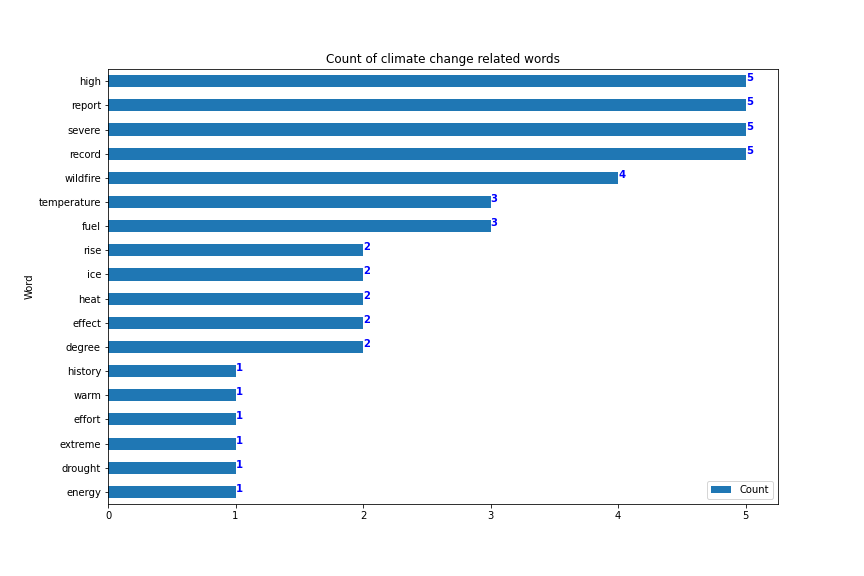 Count of climate change related words
high 5
report 5
severe 5
record 5
wildfire 4
temperature 3
fuel 3
rise 2
ice 2
heat 2
effect 2
degree 2
history 1
warm 1
effort 1
extreme 1
drought 1
energy 1
Word
Count
0 1 2 3 4 5